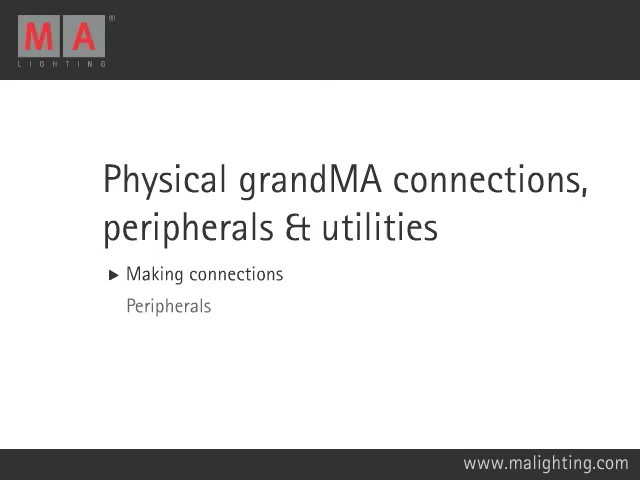 MA®
LIGHTING
Physical grandMA connections,
peripherals & utilities
Making connections
Peripherals
www.malighting.com